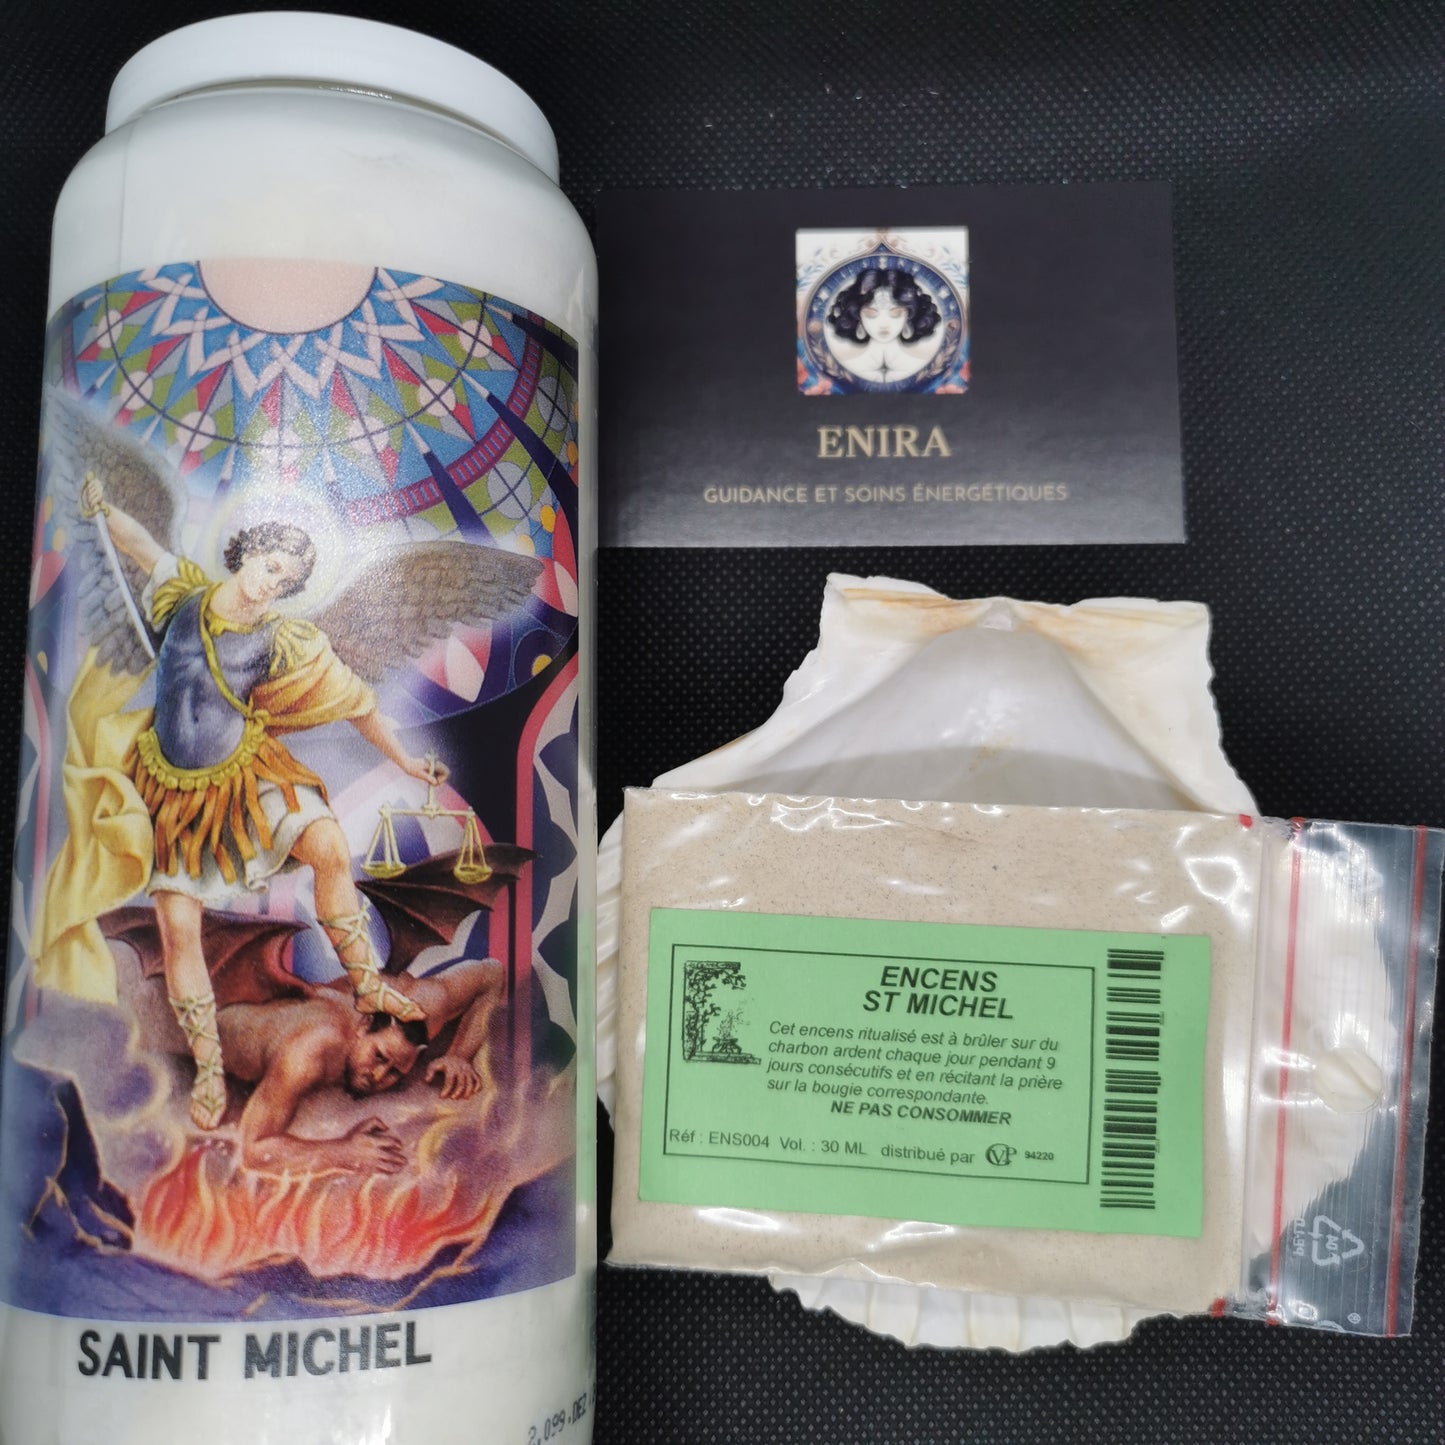 ENIRA
GUIDANCE ET SOINS ÉNERGÉTIQUES
SAINT MICHEL
ENCENS
ST MICHEL
Cet encens ritualisé est à brûler sur du
charbon ardent chaque jour pendant 9
jours consécutifs et en récitant la prière
sur la bougie correspondante.
NE PAS CONSOMMER
Réf : ENS004 Vol. : 30 ML distribué par CVP 94220